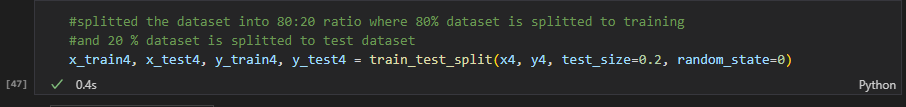 #splitted the dataset into 80:20 ratio where 80% dataset is splitted to training
#and 20 % dataset is splitted to test dataset
x_train4, x_test4, y_train4, y_test4 = train_test_split(x4, y4, test_size=0.2, random_state=0)
[47] ✓ 0.4s Python